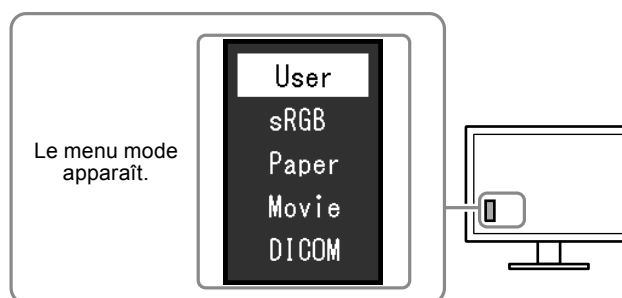 Le menu mode
apparaît.
User
sRGB
Paper
Movie
DICOM